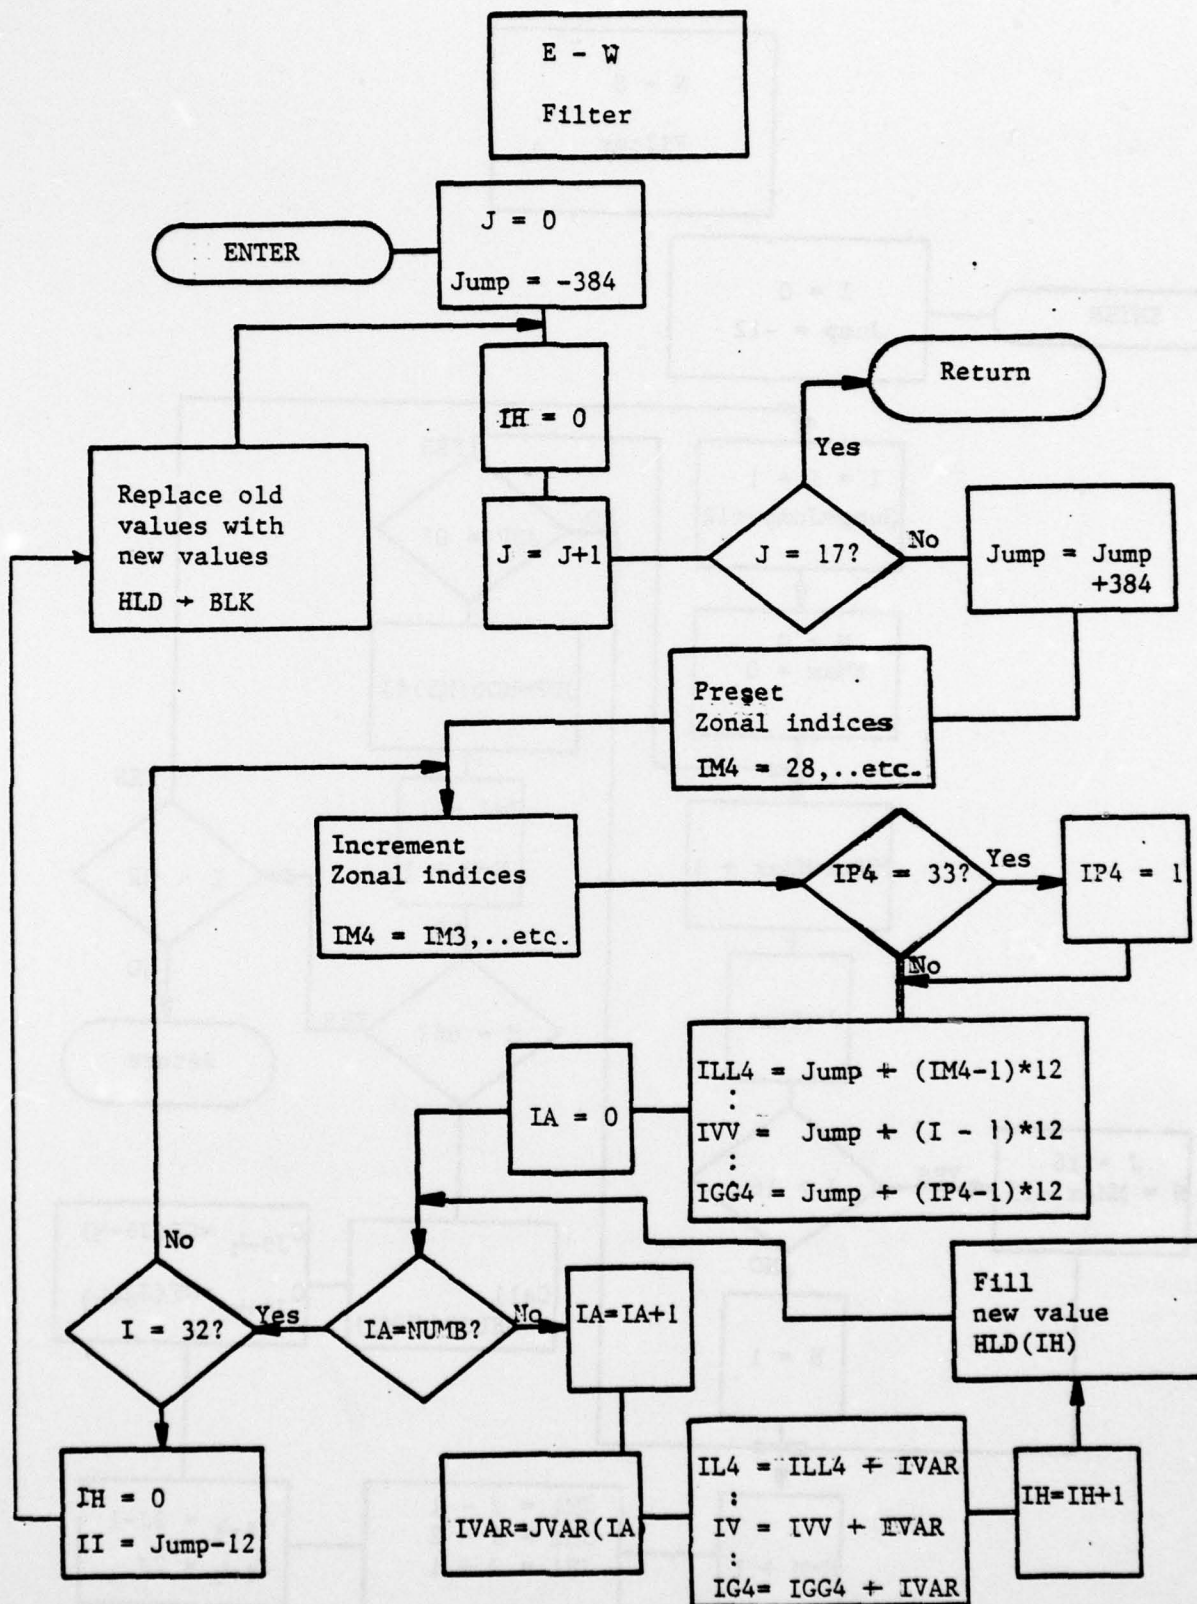 E - W
Filter
ENTER
J = 0
Jump = -384
IH = 0
Return
Yes
Replace old
values with
new values
HLD → BLK
J = J+1
J = 17?
No
Jump = Jump
+384
Preset
Zonal indices
IM4 = 28,..etc.
Increment
Zonal indices
IM4 = IM3,..etc.
IP4 = 33?
Yes
IP4 = 1
No
ILL4 = Jump + (IM4-1)*12
:
IVV = Jump + (I - 1)*12
:
IGG4 = Jump + (IP4-1)*12
IA = 0
No
I = 32?
Yes
IA=NUMB?
No
IA=IA+1
Fill
new value
HLD(IH)
IH = 0
II = Jump-12
IVAR=JVAR(IA)
IL4 = ILL4 + IVAR
:
IV = IVV + IVAR
:
IG4= IGG4 + IVAR
IH=IH+1